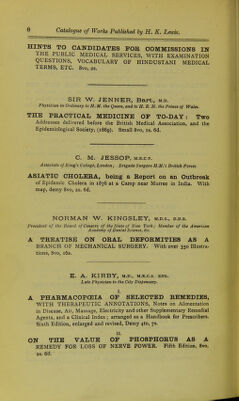 6 Catalogue of Works Published by H. K. Lewis.
HINTS TO CANDIDATES FOR COMMISSIONS IN
THE PUBLIC MEDICAL SERVICES, WITH EXAMINATION
QUESTIONS, VOCABULARY OF HINDUSTANI MEDICAL
TERMS, ETC. 8vo, 2s.
SIR W. JENNER, Bart., M.D.
Physician in Ordinary to H.M. the Queen, and to H. R. H. the Prince of Wales.
THE PRACTICAL MEDICINE OF TO-DAY: Two
Addresses delivered before the British Medical Association, and the
Epidemiological Society, (1869). Small 8vo, 1s. 6d.
C. M. JESSOP, M.R.C.P.
Associate of King's College, London; Brigade Surgeon H.M.'s British Forces.
ASIATIC CHOLERA, being a Report on an Outbreak
of Epidemic Cholera in 1876 at a Camp near Murree in India. With
map, demy 8vo, 2s. 6d.
NORMAN W. KINGSLEY, M.D.S., D.D.S.
President of the Board of Censors of the State of New York; Member of the American
Academy of Dental Science, &c.
A TREATISE ON ORAL DEFORMITIES AS A
BRANCH OF MECHANICAL SURGERY. With over 350 Illustra-
tions, 8vo, 16s.
E. A. KIRBY, M.D., M.R.C.S. ENG.
Late Physician to the City Dispensary.
I.
A PHARMACOPŒIA OF SELECTED REMEDIES,
WITH THERAPEUTIC ANNOTATIONS, Notes on Alimentation
in Disease, Air, Massage, Electricity and other Supplementary Remedial
Agents, and a Clinical Index; arranged as a Handbook for Prescribers.
Sixth Edition, enlarged and revised, Demy 4to, 7s.
II.
ON THE VALUE OF PHOSPHORUS AS A
REMEDY FOR LOSS OF NERVE POWER. Fifth Edition, 8vo,
2s. 6d.